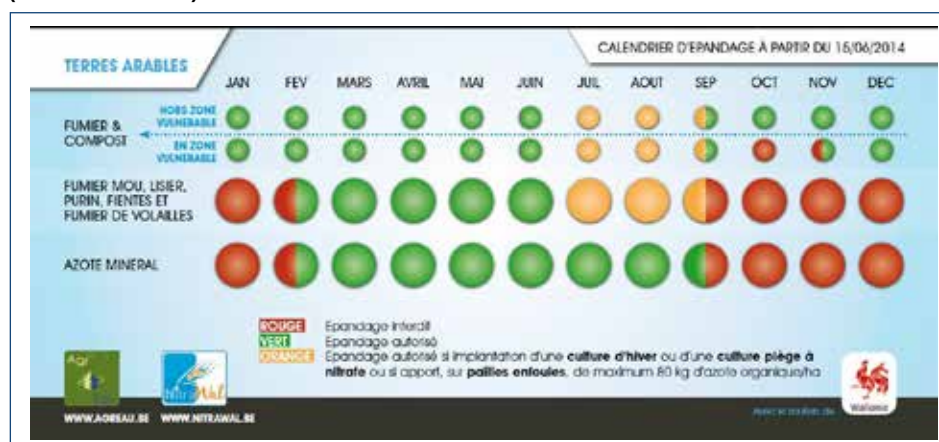 CALENDRIER D'EPANDAGE À PARTIR DU 15/06/2014
TERRES ARABLES
JAN FEV MARS AVRIL MAI JUIN JUIL AOUT SEP OCT NOV DEC
HORS ZONE
VULNERABLE
FUMIER &
COMPOST
EN ZONE
VULNERABLE
FUMIER MOU, LISIER,
PURIN, FIENTES ET
FUMIER DE VOLAILLES
AZOTE MINERAL
ROUGE Epandage interdit
VERT Epandage autorisé
ORANGE Epandage autorisé si implantation d'une culture d'hiver ou d'une culture piège à
nitrate ou si apport, sur pailles enfouies, de maximum 80 kg d'azote organique/ha
Wallonie
WWW.AGREAU.BE WWW.NITRAWAL.BE